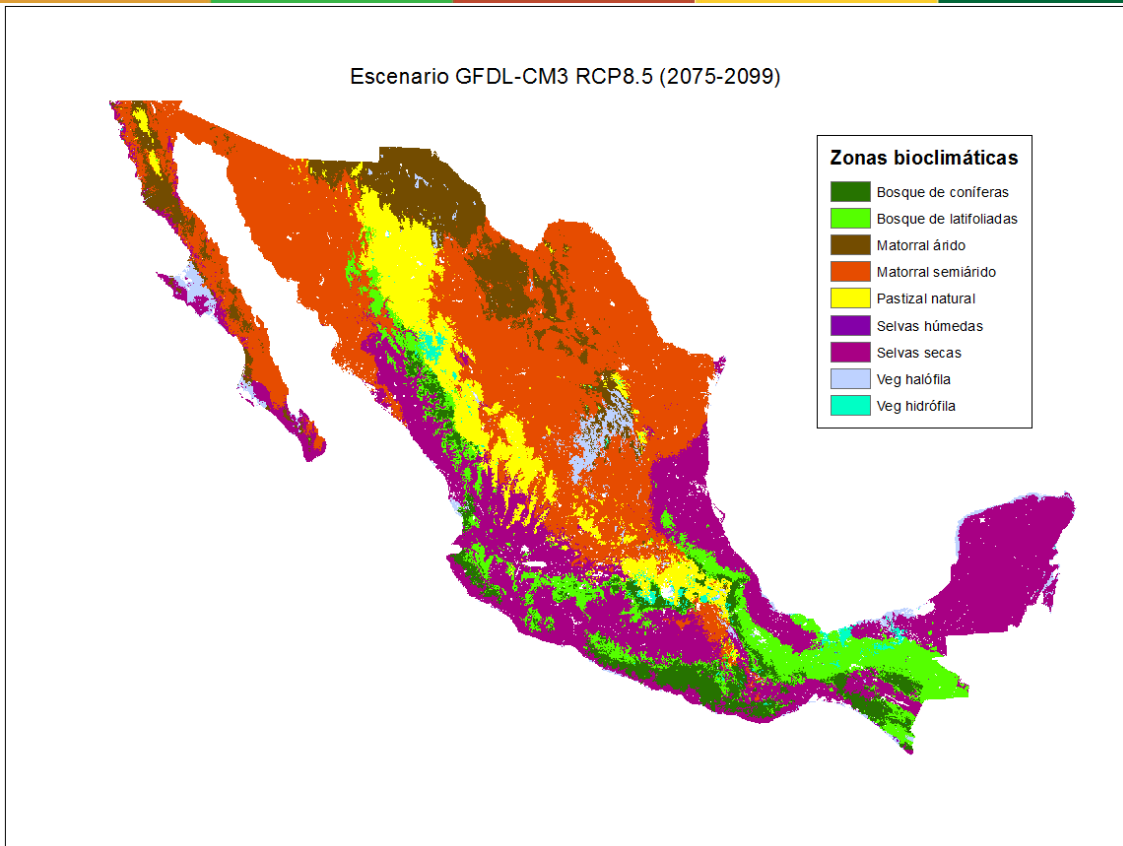 Escenario GFDL-CM3 RCP8.5 (2075-2099)
Zonas bioclimáticas
Bosque de coníferas
Bosque de latifoliadas
Matorral árido
Matorral semiárido
Pastizal natural
Selvas húmedas
Selvas secas
Veg halófila
Veg hidrófila